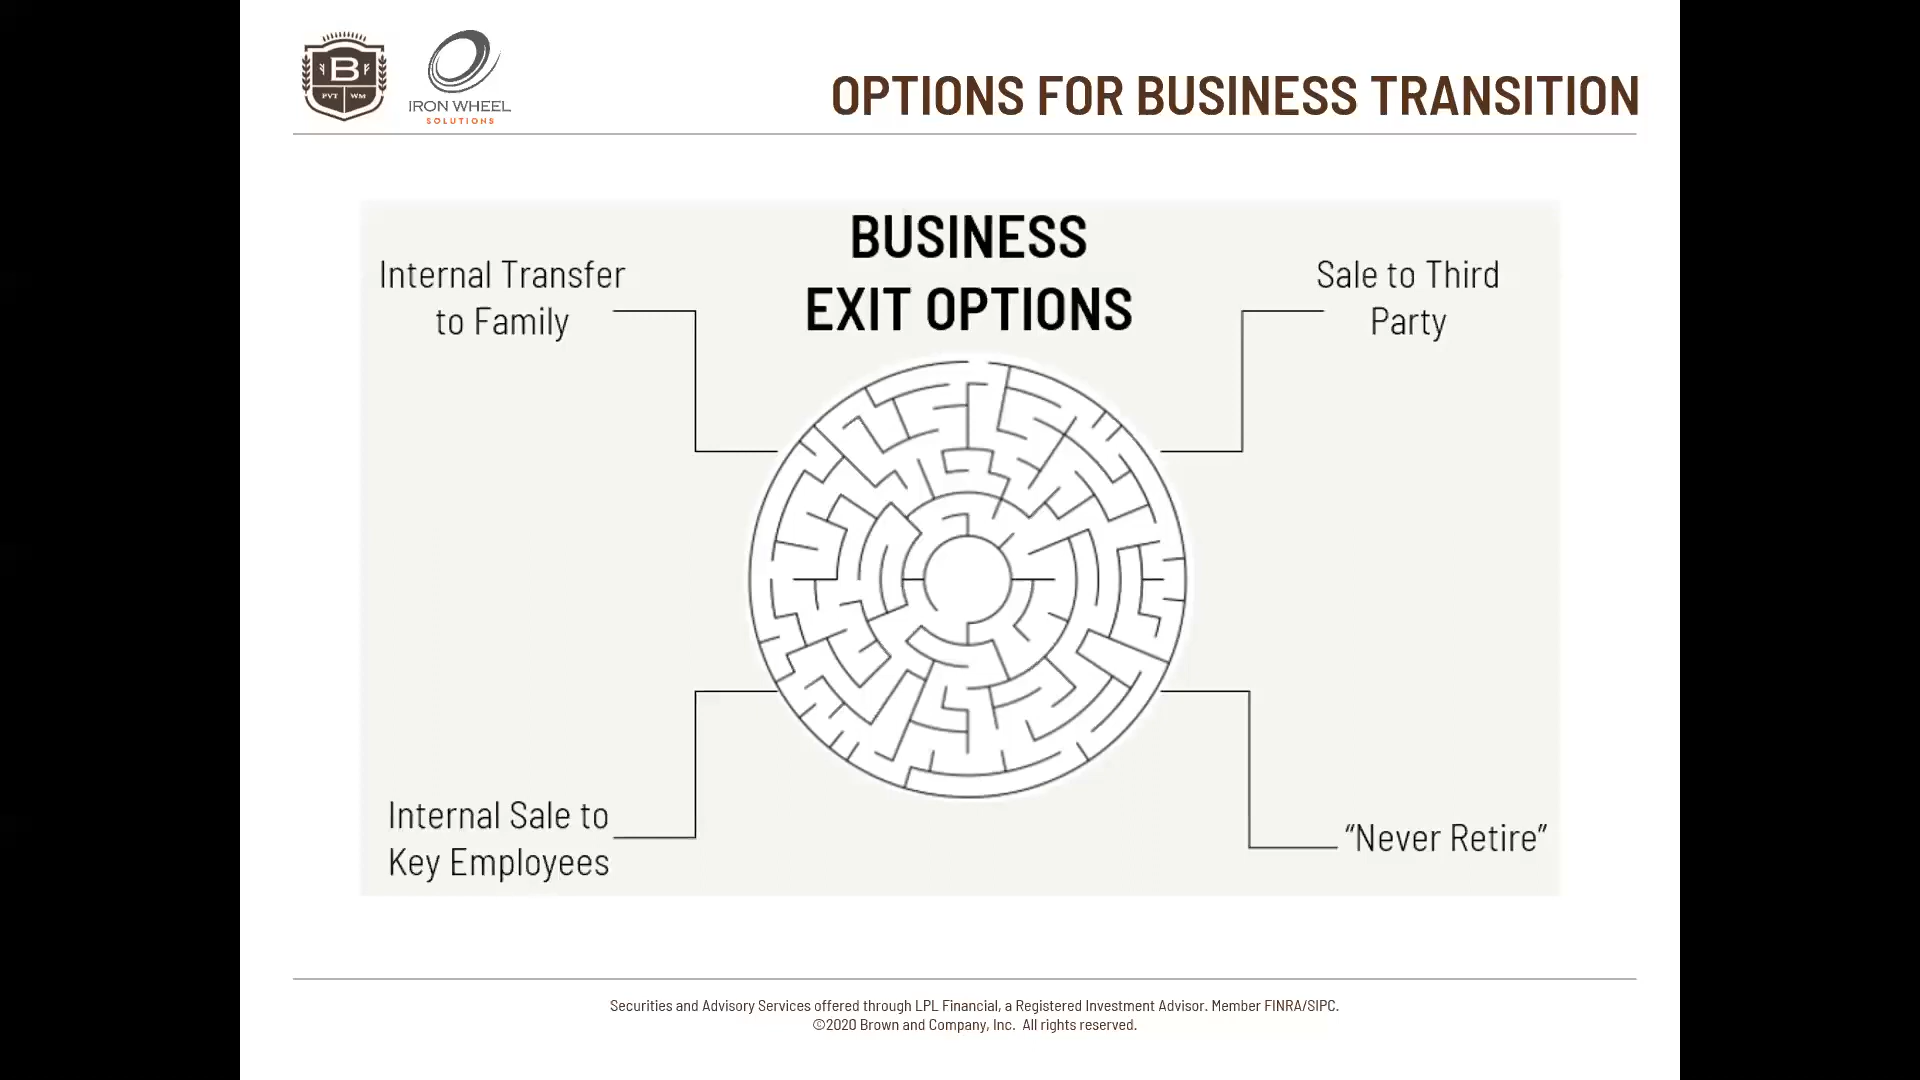 B
PVT WM
IRON WHEEL
SOLUTIONS
OPTIONS FOR BUSINESS TRANSITION
BUSINESS
EXIT OPTIONS
Internal Transfer
to Family
Sale to Third
Party
Internal Sale to
Key Employees
“Never Retire”
Securities and Advisory Services offered through LPL Financial, a Registered Investment Advisor. Member FINRA/SIPC.
©2020 Brown and Company, Inc. All rights reserved.